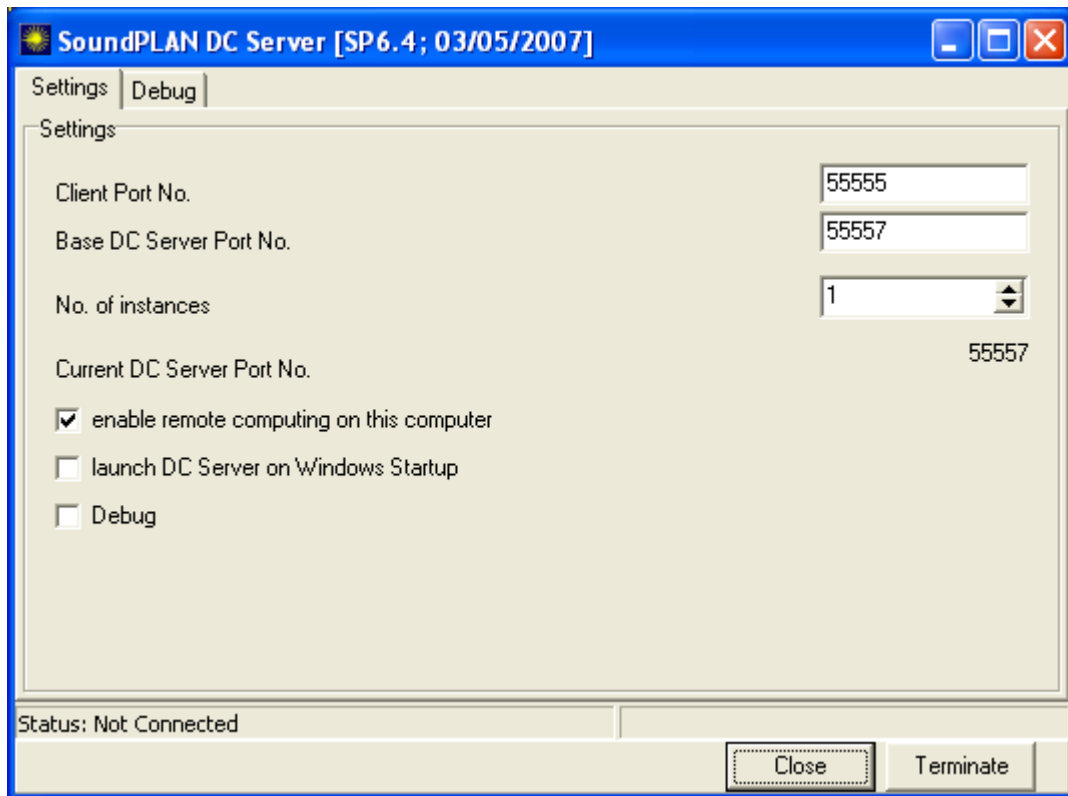 SoundPLAN DC Server [SP6.4; 03/05/2007]
Settings Debug
Settings
Client Port No. 55555
Base DC Server Port No. 55557
No. of instances 1
Current DC Server Port No. 55557
enable remote computing on this computer
launch DC Server on Windows Startup
Debug
Status: Not Connected
Close Terminate